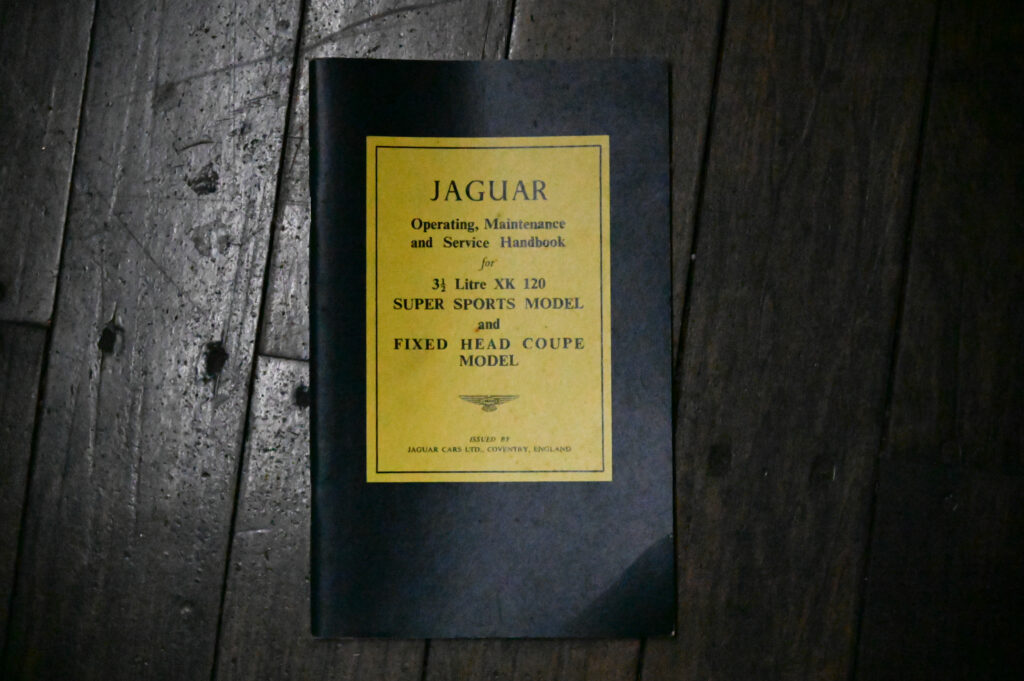 JAGUAR
Operating, Maintenance
and Service Handbook
for
3½ Litre XK 120
SUPER SPORTS MODEL
and
FIXED HEAD COUPE
MODEL
ISSUED BY
JAGUAR CARS LTD., COVENTRY, ENGLAND